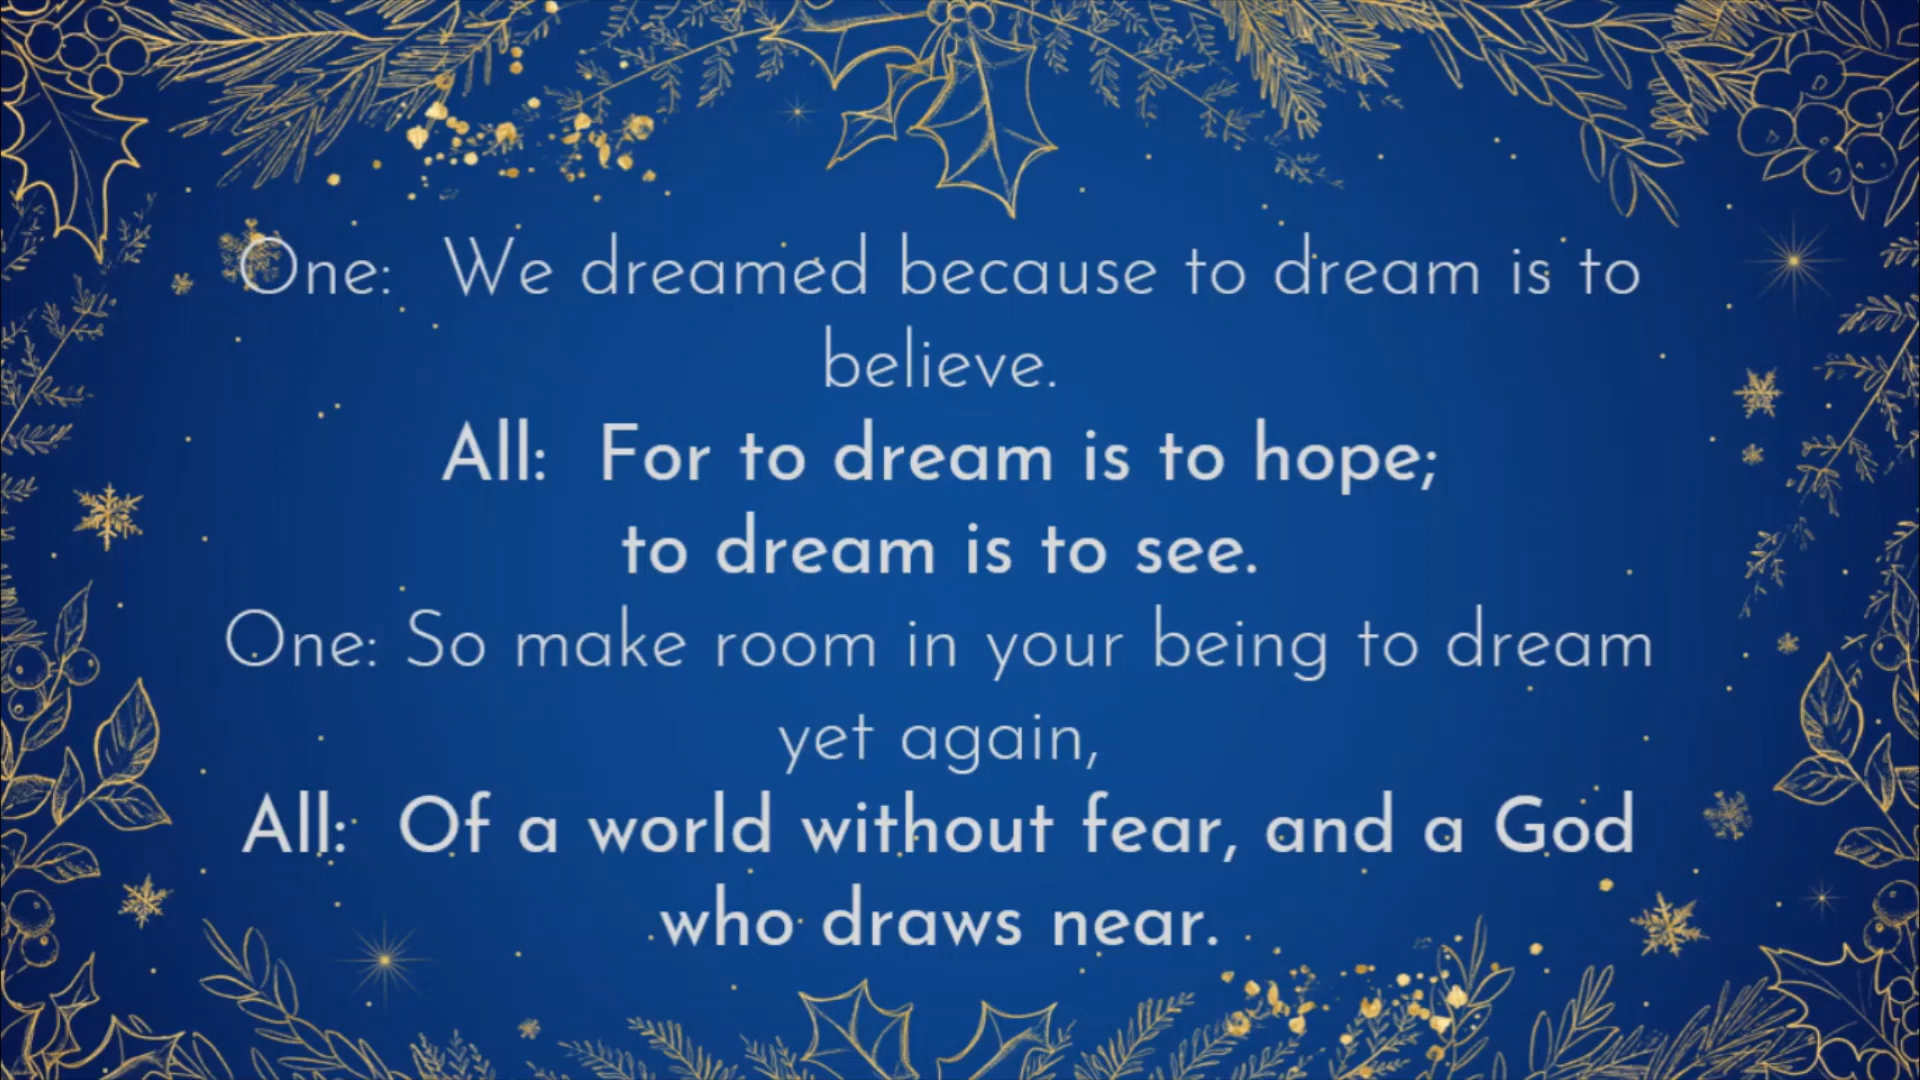 One: We dreamed because to dream is to
believe.
All: For to dream is to hope;
to dream is to see.
One: So make room in your being to dream
yet again,
All: Of a world without fear, and a God
who draws near.